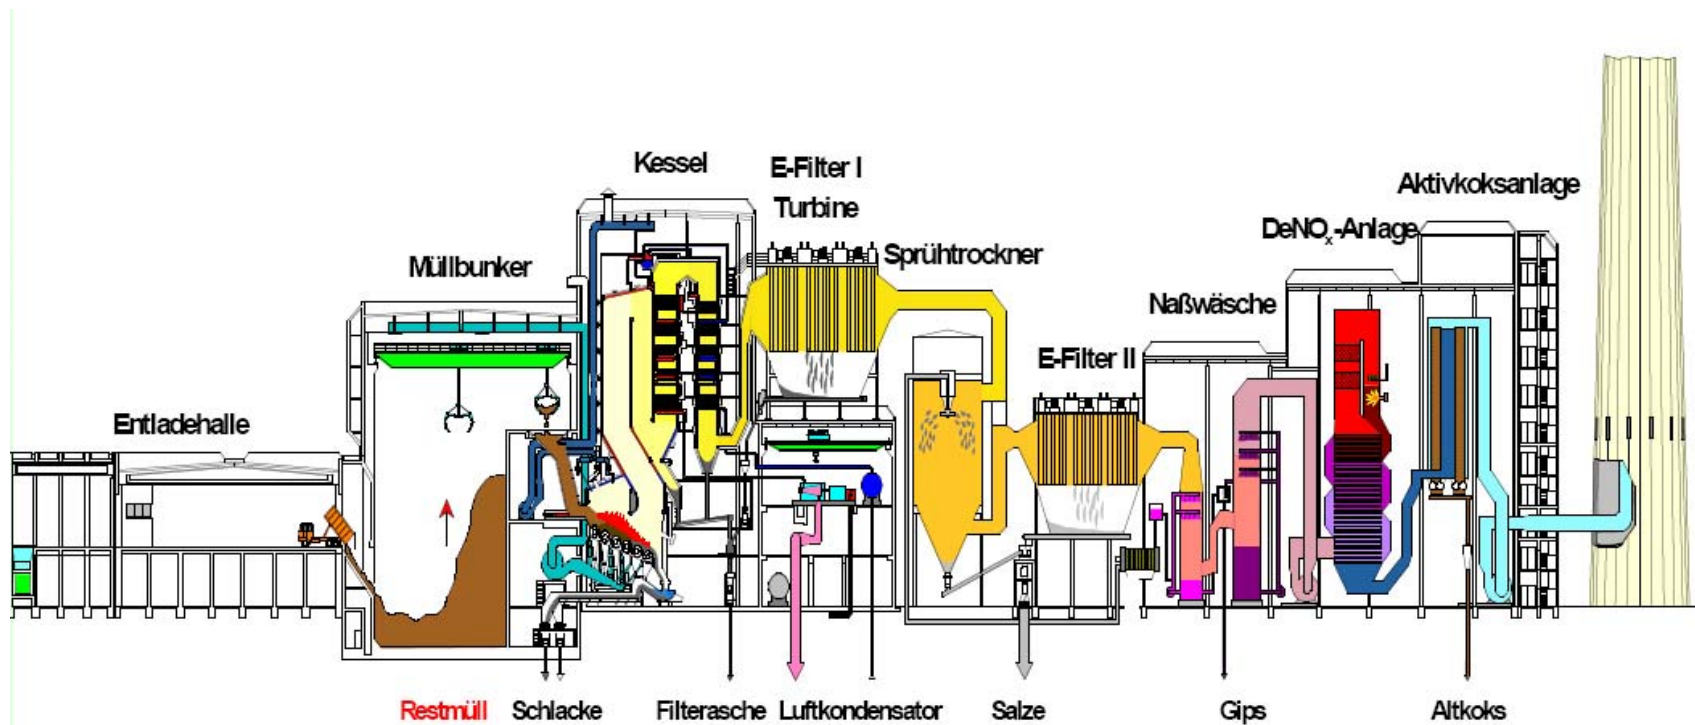 Kessel
E-Filter I
Turbine
Aktivkoksanlage
DeNOx-Anlage
Sprühtrockner
Müllbunker
Naßwäsche
E-Filter II
Entladehalle
Restmüll
Schlacke
Filterasche
Luftkondensator
Salze
Gips
Altkoks